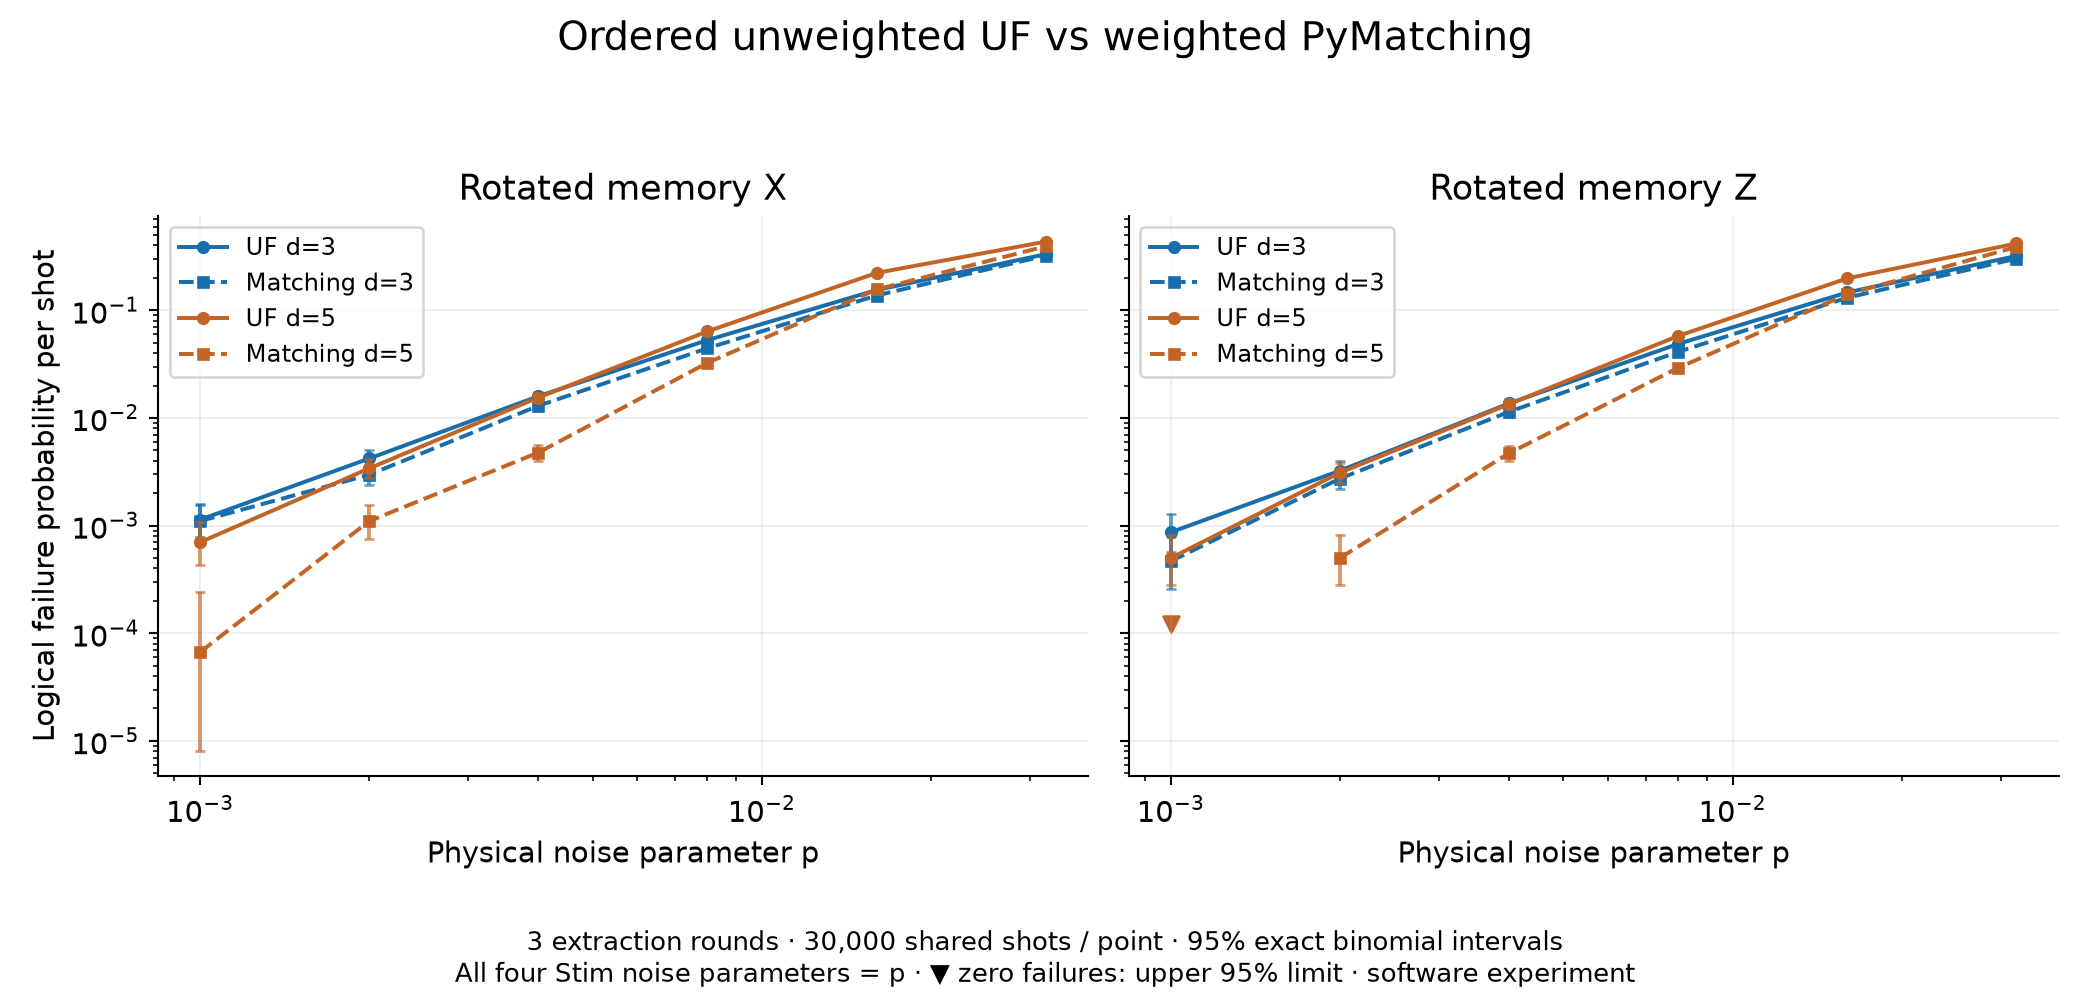 Ordered unweighted UF vs weighted PyMatching
Rotated memory X
UF d=3
Matching d=3
UF d=5
Matching d=5
Logical failure probability per shot
10⁻¹
10⁻²
10⁻³
10⁻⁴
10⁻⁵
10⁻³
10⁻²
Physical noise parameter p
Rotated memory Z
UF d=3
Matching d=3
UF d=5
Matching d=5
10⁻³
10⁻²
Physical noise parameter p
3 extraction rounds · 30,000 shared shots / point · 95% exact binomial intervals
All four Stim noise parameters = p · ▼ zero failures: upper 95% limit · software experiment